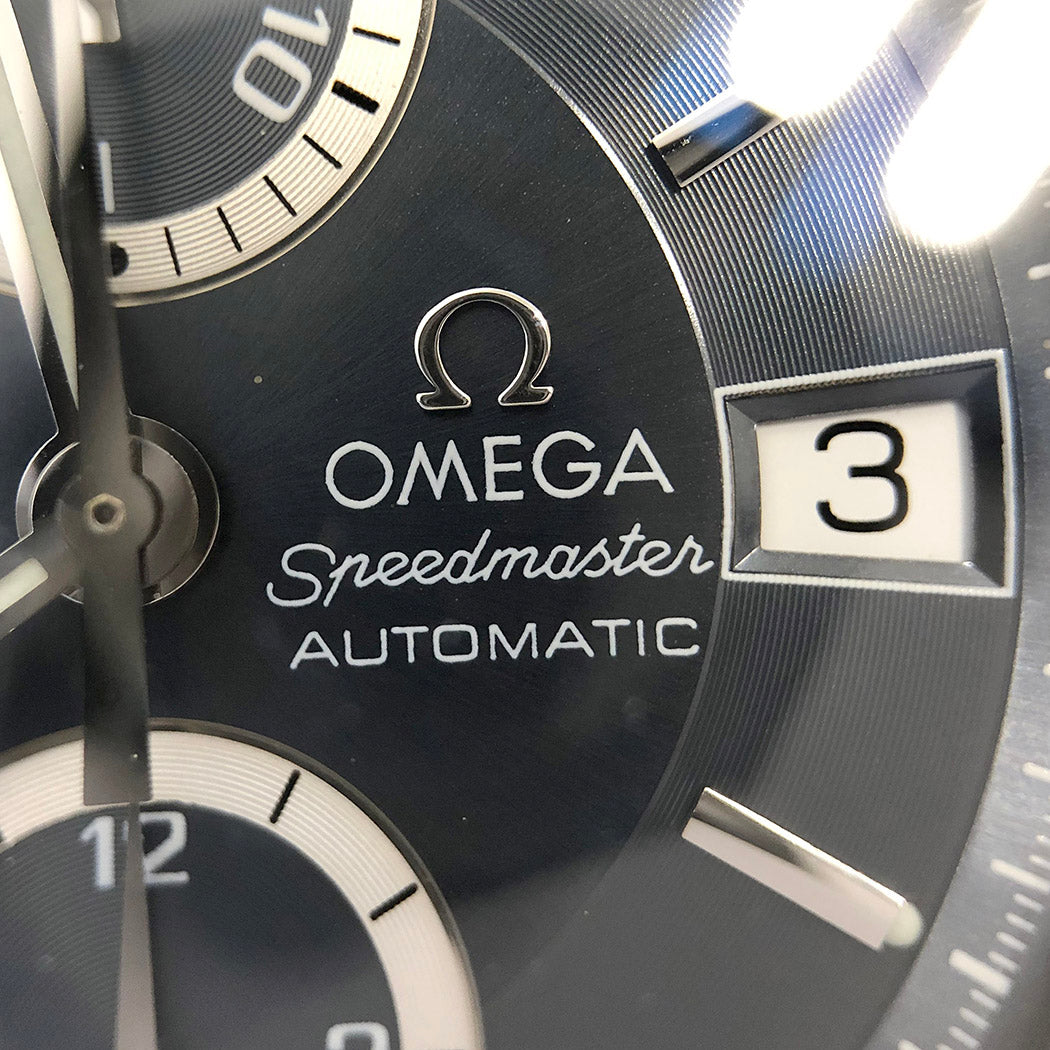 10
Ω
OMEGA
Speedmaster
AUTOMATIC
3
12